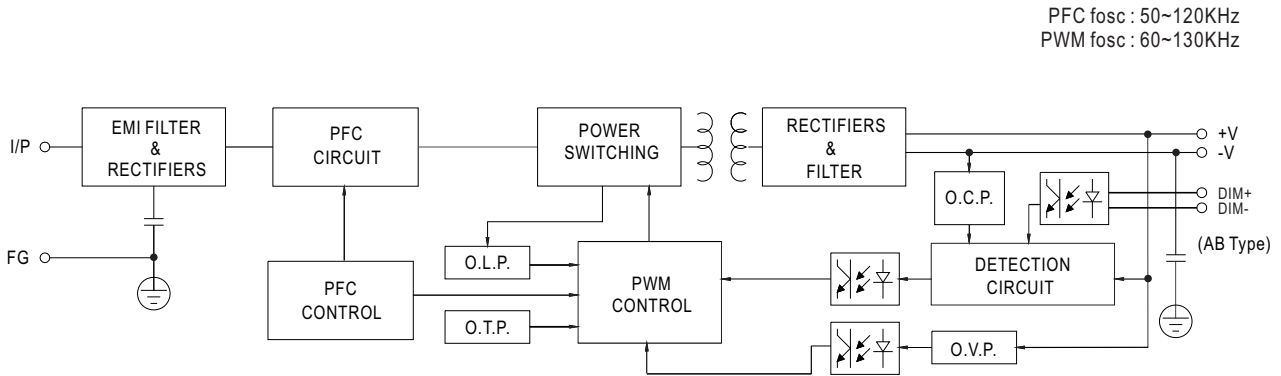 PFC fosc : 50~120KHz
PWM fosc : 60~130KHz
I/P
EMI FILTER
&
RECTIFIERS
PFC
CIRCUIT
POWER
SWITCHING
RECTIFIERS
&
FILTER
+V
-V
O.C.P.
DIM+
DIM-
(AB Type)
FG
O.L.P.
PFC
CONTROL
PWM
CONTROL
DETECTION
CIRCUIT
O.T.P.
O.V.P.